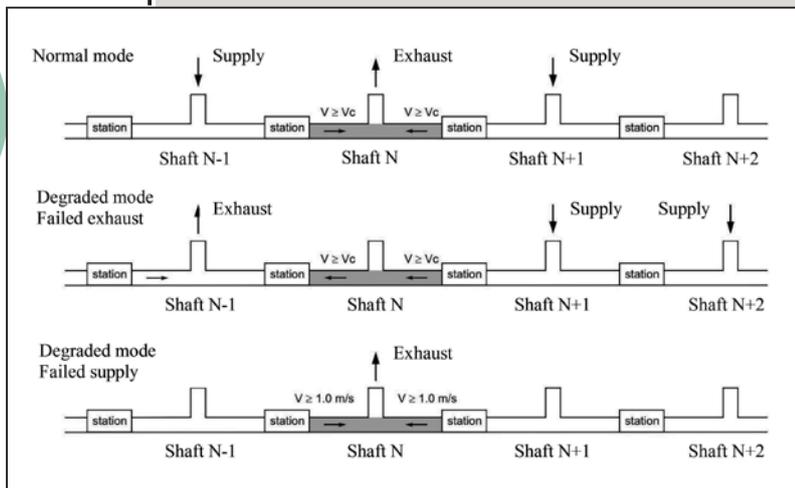 Normal mode
Supply
Exhaust
Supply
V ≥ Vc
V ≥ Vc
station
station
station
station
Shaft N-1
Shaft N
Shaft N+1
Shaft N+2
Degraded mode
Failed exhaust
Exhaust
Supply
Supply
V ≥ Vc
V ≥ Vc
station
station
station
station
Shaft N-1
Shaft N
Shaft N+1
Shaft N+2
Degraded mode
Failed supply
Exhaust
V ≥ 1.0 m/s
V ≥ 1.0 m/s
station
station
station
station
Shaft N-1
Shaft N
Shaft N+1
Shaft N+2